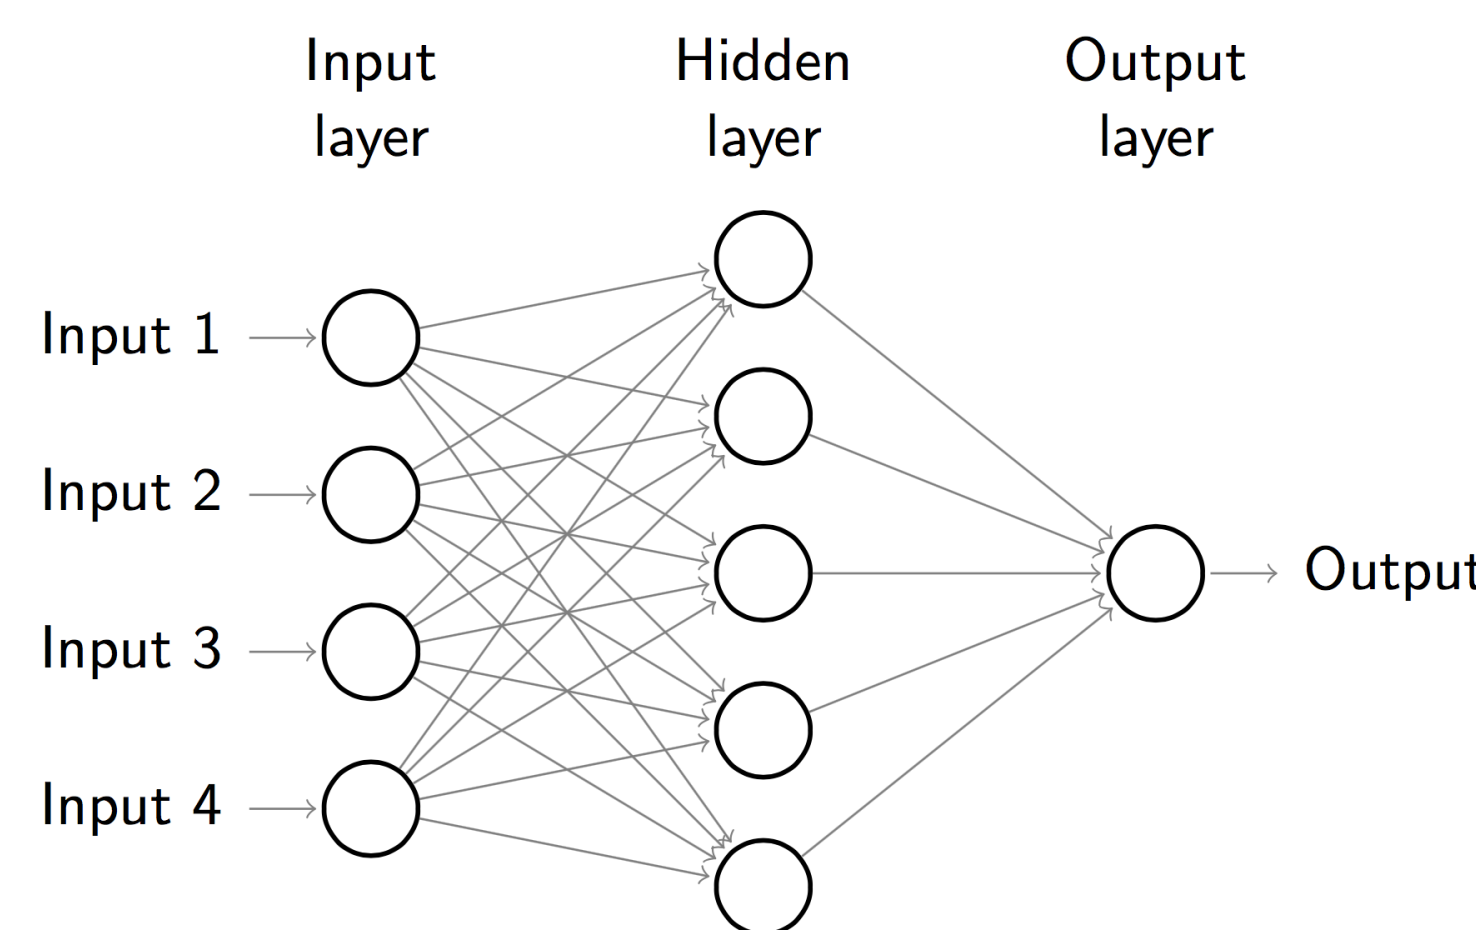 Input
layer
Hidden
layer
Output
layer
Input 1
Input 2
Input 3
Input 4
Output